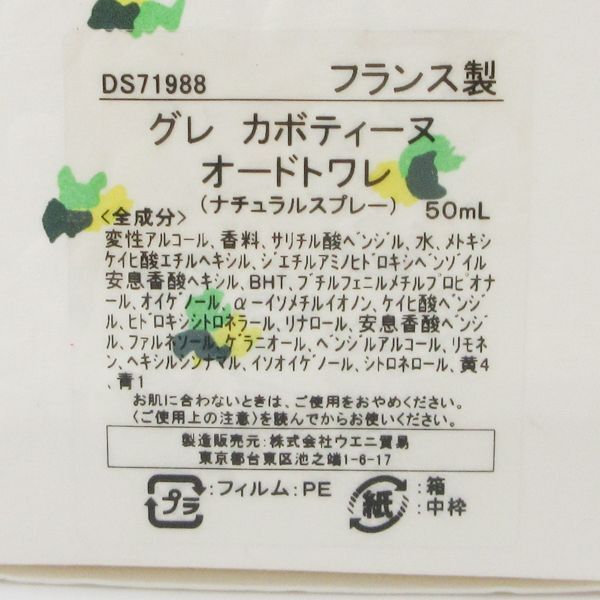 DS71988 フランス製
グレ カボティーヌ
オードトワレ
(ナチュラルスプレー) 50mL
<全成分>
変性アルコール、香料、サリチル酸ベンジル、水、メトキシ
ケイヒ酸エチルヘキシル、ジエチルアミノヒドロキシベンゾイル
安息香酸ヘキシル、BHT、ブチルフェニルメチルプロピオナ
ール、オイゲノール、α-イソメチルイオノン、ケイヒ酸ベンジ
ル、ヒドロキシシトロネラール、リナロール、安息香酸ベンジ
ル、ファルネソール、ゲラニオール、ベンジルアルコール、リモネ
ン、ヘキシルシンナマル、イソオイゲノール、シトロネロール、黄4、
青1
お肌に合わないときは、ご使用をおやめください。
〈ご使用上の注意〉を読んでからお使いください。
製造販売元:株式会社ウエニ貿易
東京都台東区池之端1-6-17
プラ :フィルム:PE 紙 :箱
:中枠